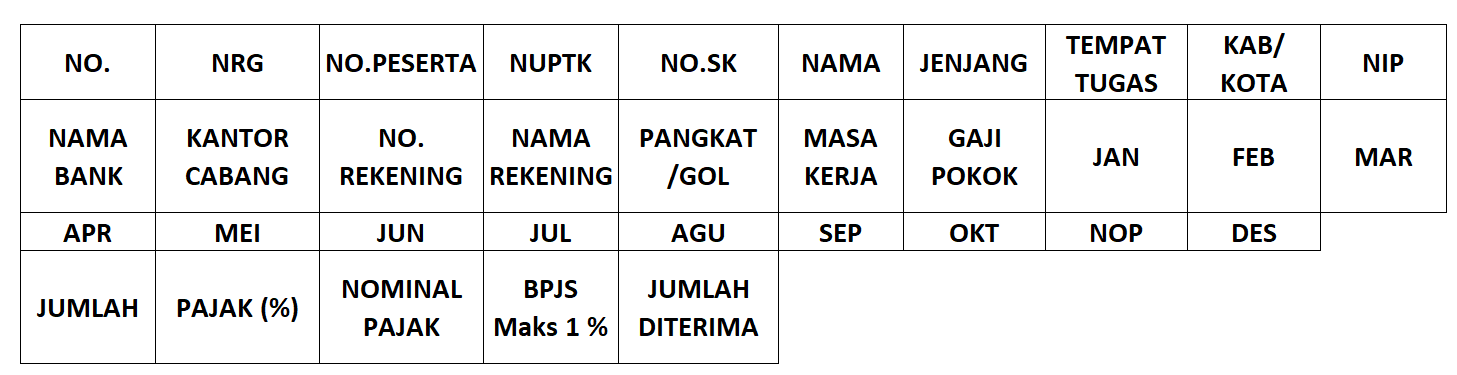 NO.
NRG
NO.PESERTA
NUPTK
NO.SK
NAMA
JENJANG
TEMPAT
TUGAS
KAB/
KOTA
NIP
NAMA
BANK
KANTOR
CABANG
NO.
REKENING
NAMA
REKENING
PANGKAT
/GOL
MASA
KERJA
GAJI
POKOK
JAN
FEB
MAR
APR
MEI
JUN
JUL
AGU
SEP
OKT
NOP
DES
JUMLAH
PAJAK (%)
NOMINAL
PAJAK
BPJS
Maks 1 %
JUMLAH
DITERIMA